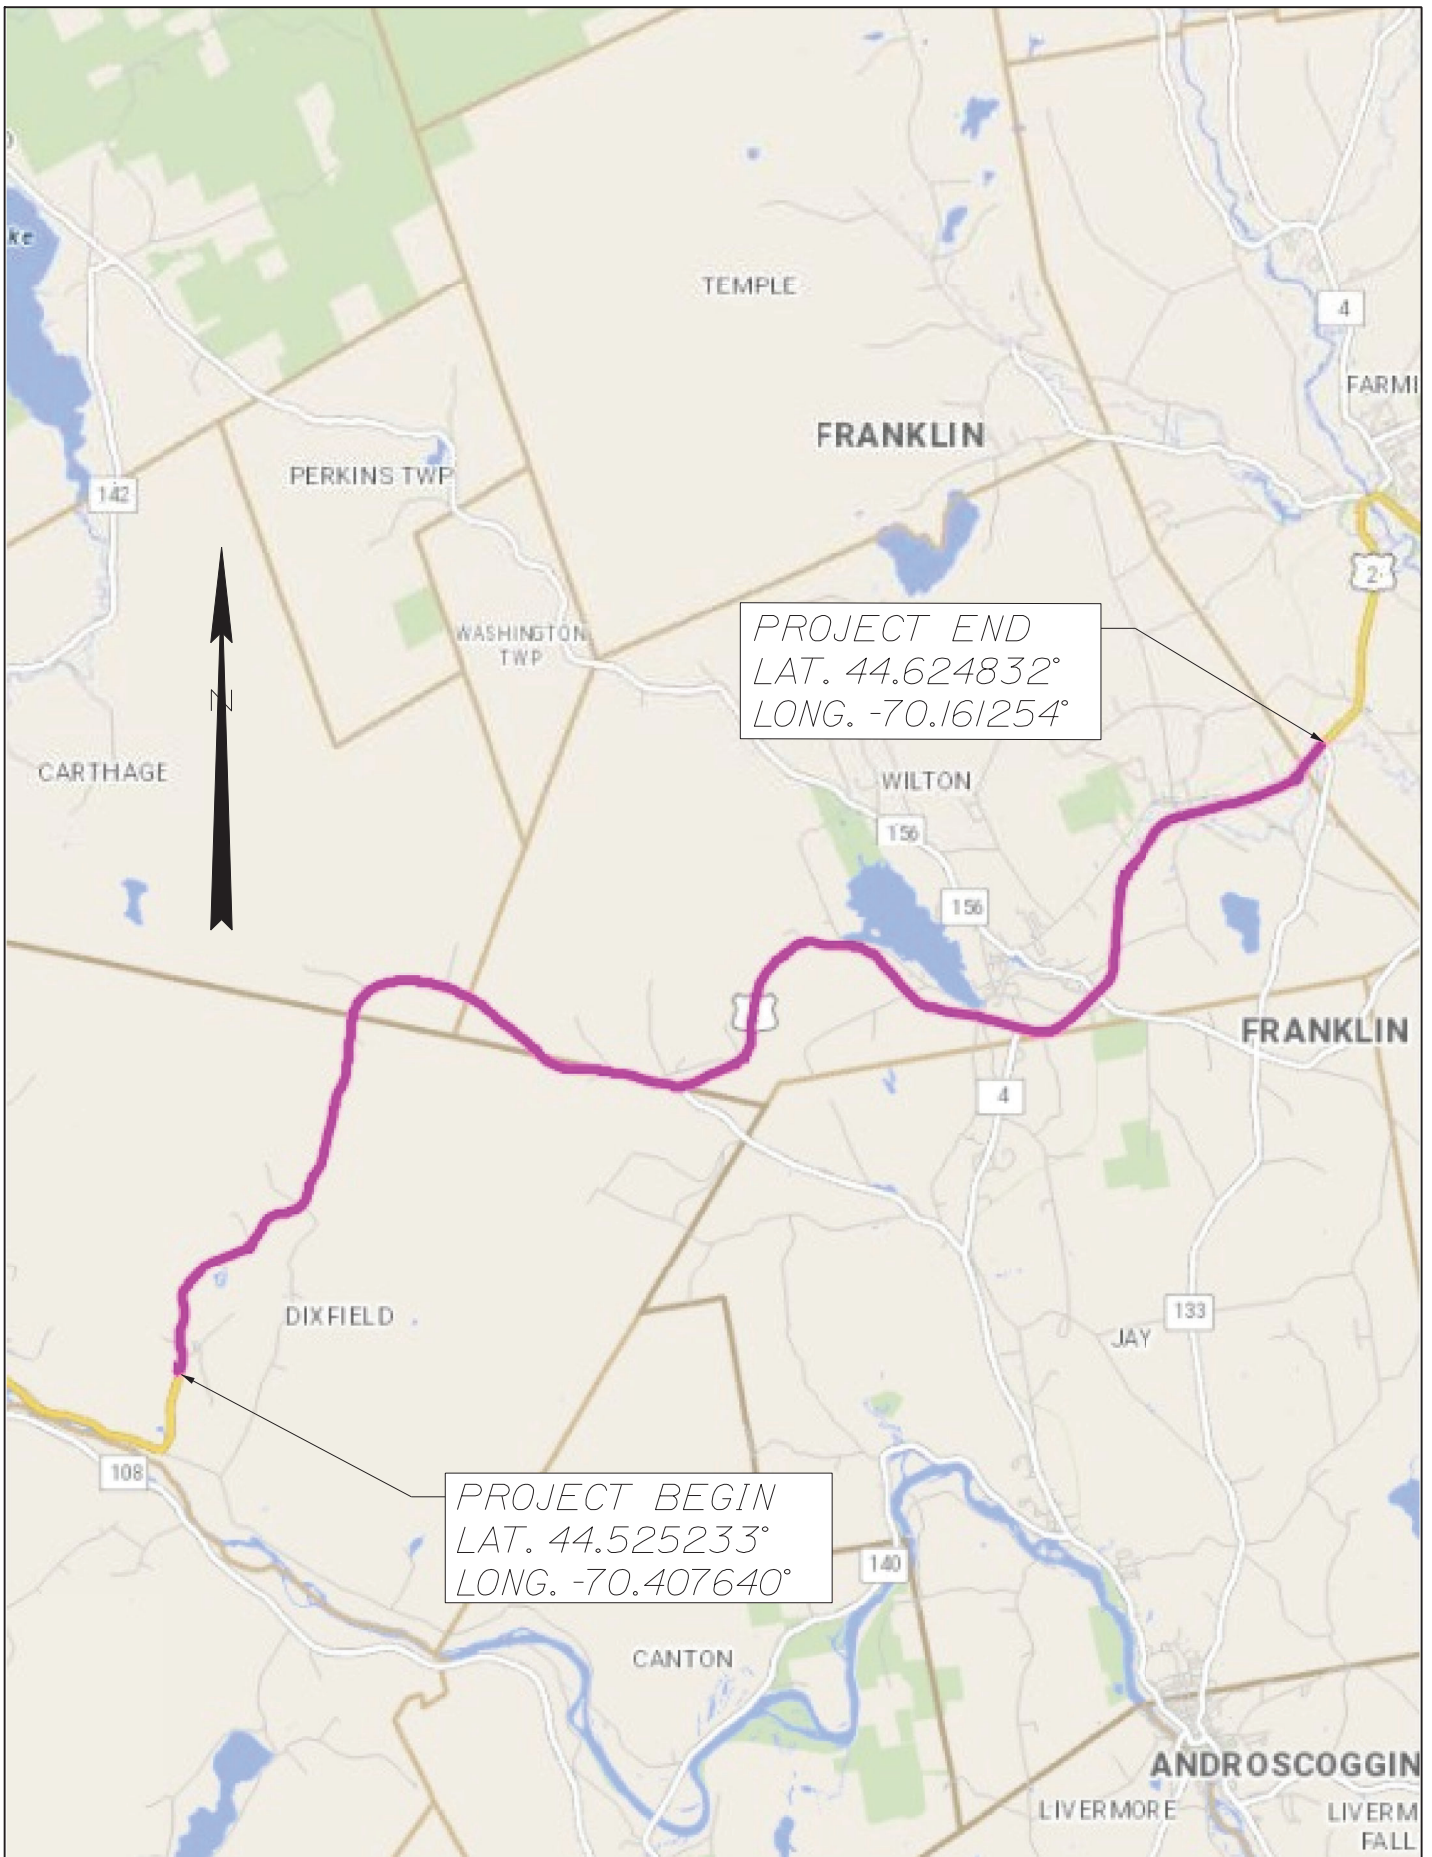 ke
TEMPLE
4
FARMI
FRANKLIN
PERKINS TWP
142
2
WASHINGTON
TWP
PROJECT END
LAT. 44.624832°
LONG. -70.161254°
N
CARTHAGE
WILTON
156
156
FRANKLIN
4
DIXFIELD
133
JAY
108
PROJECT BEGIN
LAT. 44.525233°
LONG. -70.407640°
140
CANTON
ANDROSCOGGIN
LIVERMORE
LIVERM
FALL